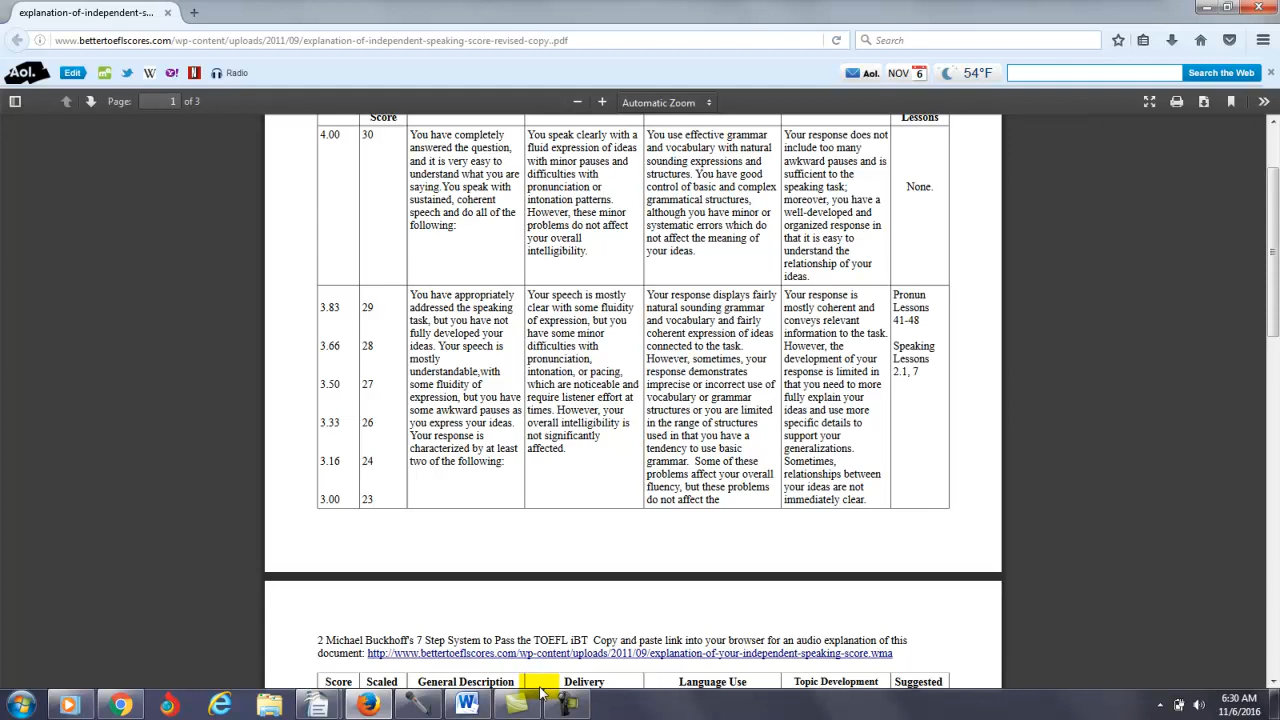 explanation-of-independent-s...
www.bettertoeflscores.com/wp-content/uploads/2011/09/explanation-of-independent-speaking-score-revised-copy..pdf
Search
Aol.
Edit
Radio
Aol.
NOV 6
54°F
Search the Web
Page: 1 of 3
Automatic Zoom
Score
Lessons
4.00
30
You have completely
answered the question,
and it is very easy to
understand what you are
saying.You speak with
sustained, coherent
speech and do all of the
following:
You speak clearly with a
fluid expression of ideas
with minor pauses and
difficulties with
pronunciation or
intonation patterns.
However, these minor
problems do not affect
your overall
intelligibility.
You use effective grammar
and vocabulary with natural
sounding expressions and
structures. You have good
control of basic and complex
grammatical structures,
although you have minor or
systematic errors which do
not affect the meaning of
your ideas.
Your response does not
include too many
awkward pauses and is
sufficient to the
speaking task;
moreover, you have a
well-developed and
organized response in
that it is easy to
understand the
relationship of your
ideas.
None.
3.83
29
3.66
28
3.50
27
3.33
26
3.16
24
3.00
23
You have appropriately
addressed the speaking
task, but you have not
fully developed your
ideas. Your speech is
mostly
understandable,with
some fluidity of
expression, but you have
some awkward pauses as
you express your ideas.
Your response is
characterized by at least
two of the following:
Your speech is mostly
clear with some fluidity
of expression, but you
have some minor
difficulties with
pronunciation,
intonation, or pacing,
which are noticeable and
require listener effort at
times. However, your
overall intelligibility is
not significantly
affected.
Your response displays fairly
natural sounding grammar
and vocabulary and fairly
coherent expression of ideas
connected to the task.
However, sometimes, your
response demonstrates
imprecise or incorrect use of
vocabulary or grammar
structures or you are limited
in the range of structures
used in that you have a
tendency to use basic
grammar. Some of these
problems affect your overall
fluency, but these problems
do not affect the
Your response is
mostly coherent and
conveys relevant
information to the task.
However, the
development of your
response is limited in
that you need to more
fully explain your
ideas and use more
specific details to
support your
generalizations.
Sometimes,
relationships between
your ideas are not
immediately clear.
Pronun
Lessons
41-48
Speaking
Lessons
2.1, 7
2 Michael Buckhoff's 7 Step System to Pass the TOEFL iBT Copy and paste link into your browser for an audio explanation of this
document: http://www.bettertoeflscores.com/wp-content/uploads/2011/09/explanation-of-your-independent-speaking-score.wma
Score Scaled General Description Delivery Language Use Topic Development Suggested
6:30 AM
11/6/2016